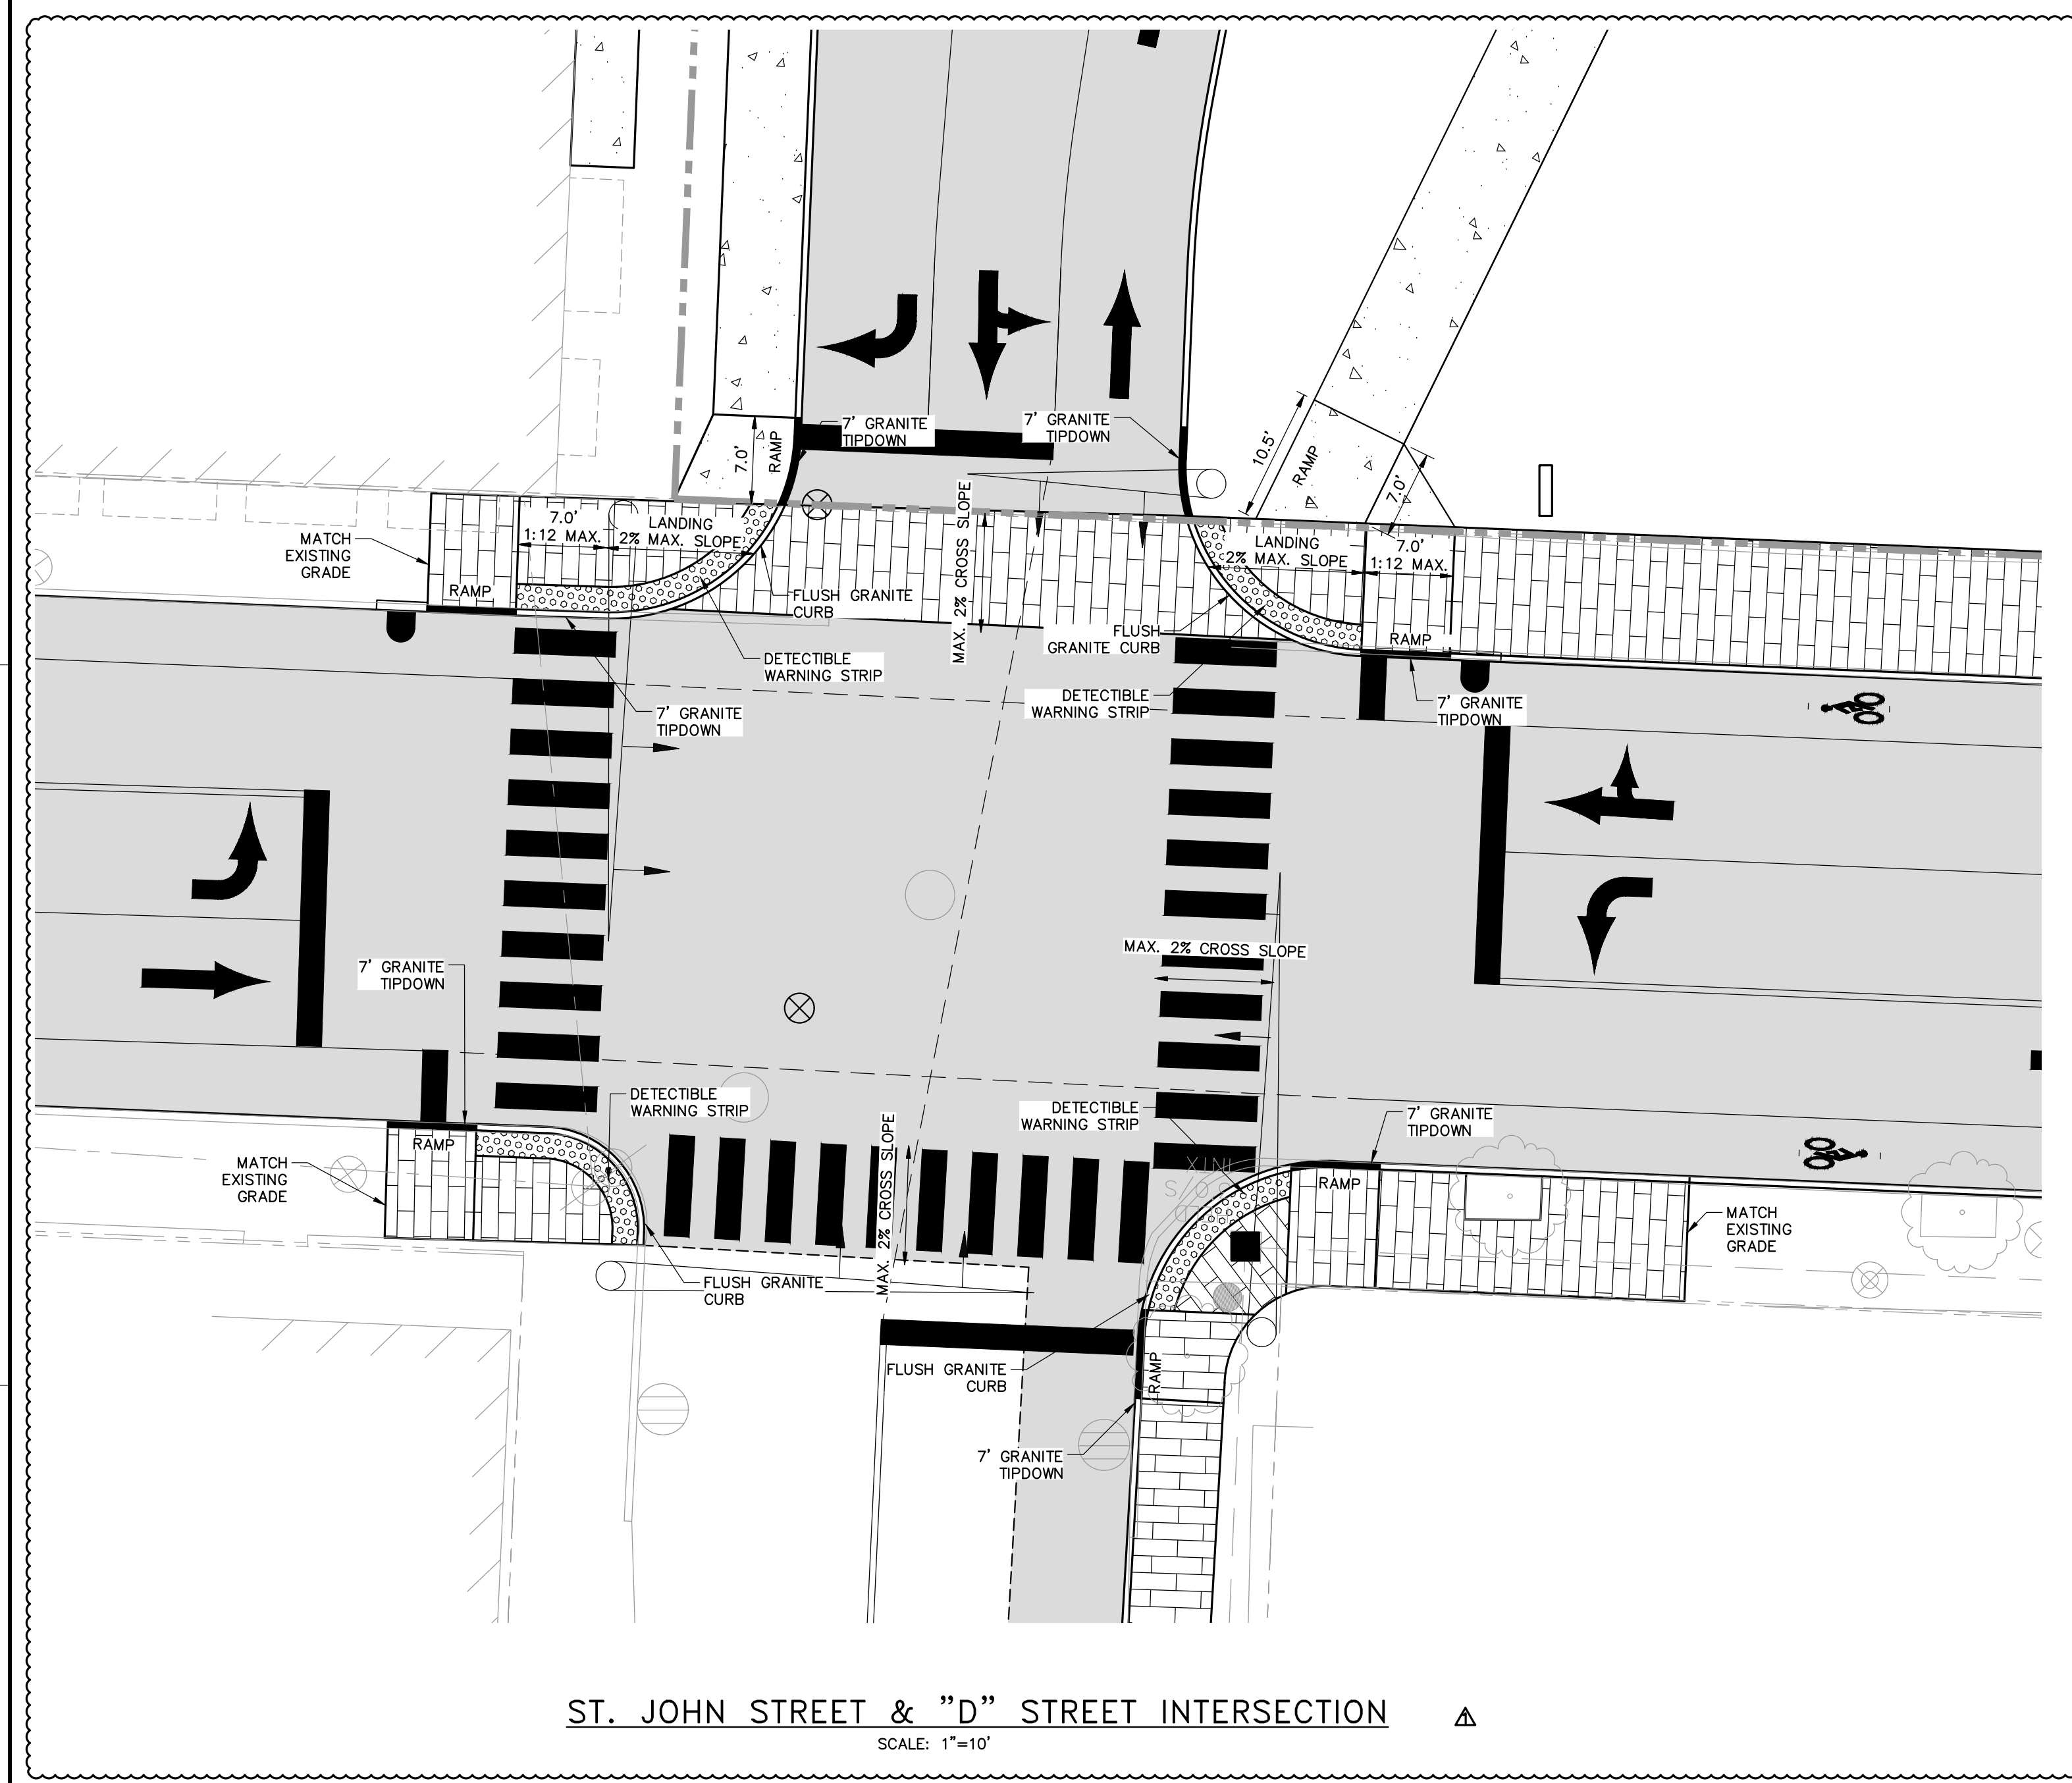 7' GRANITE
TIPDOWN
7' GRANITE
TIPDOWN
7.0'
RAMP
10.5'
RAMP
7.0'
MATCH
EXISTING
GRADE
7.0'
1:12 MAX.
LANDING
2% MAX. SLOPE
RAMP
FLUSH GRANITE
CURB
MAX. 2% CROSS SLOPE
LANDING
2% MAX. SLOPE
7.0'
1:12 MAX.
RAMP
FLUSH
GRANITE CURB
DETECTIBLE
WARNING STRIP
DETECTIBLE
WARNING STRIP
7' GRANITE
TIPDOWN
7' GRANITE
TIPDOWN
MAX. 2% CROSS SLOPE
7' GRANITE
TIPDOWN
DETECTIBLE
WARNING STRIP
DETECTIBLE
WARNING STRIP
7' GRANITE
TIPDOWN
RAMP
MATCH
EXISTING
GRADE
MAX. 2% CROSS SLOPE
RAMP
MATCH
EXISTING
GRADE
FLUSH GRANITE
CURB
FLUSH GRANITE
CURB
RAMP
7' GRANITE
TIPDOWN
ST. JOHN STREET & "D" STREET INTERSECTION
1
SCALE: 1"=10'